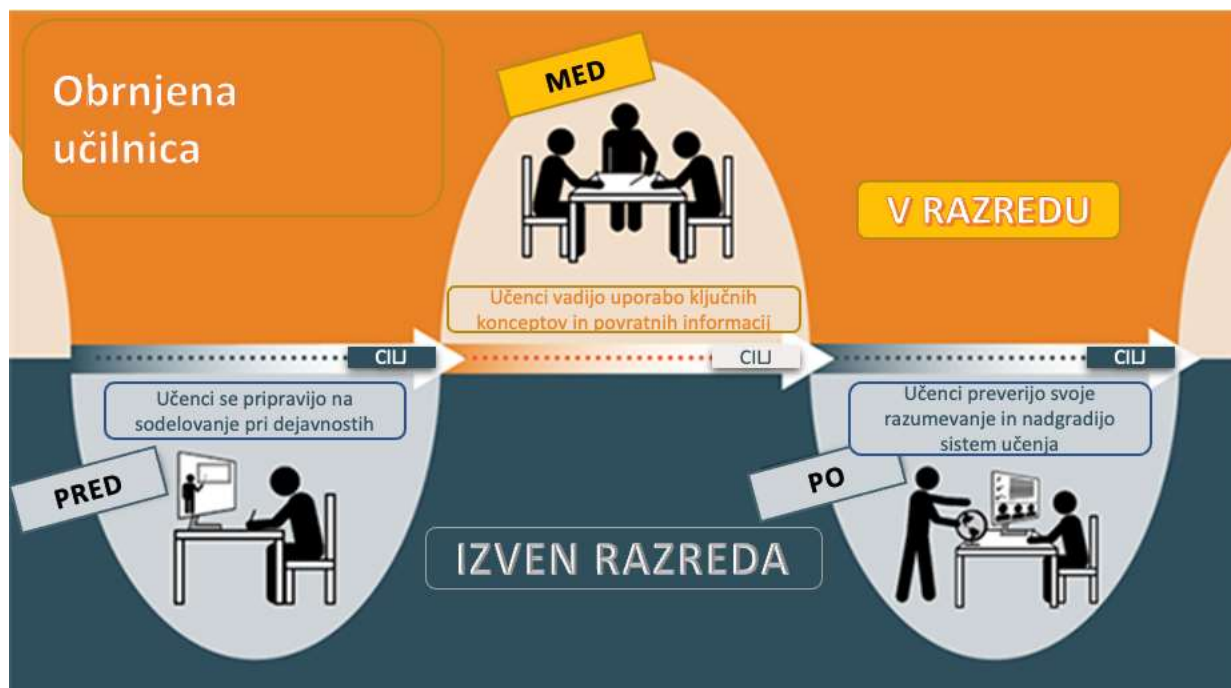 Obrnjena
učilnica
MED
V RAZREDU
Učenci vadijo uporabo ključnih
konceptov in povratnih informacij
CILJ
CILJ
CILJ
Učenci se pripravijo na
sodelovanje pri dejavnostih
PRED
Učenci preverijo svoje
razumevanje in nadgradijo
sistem učenja
PO
IZVEN RAZREDA